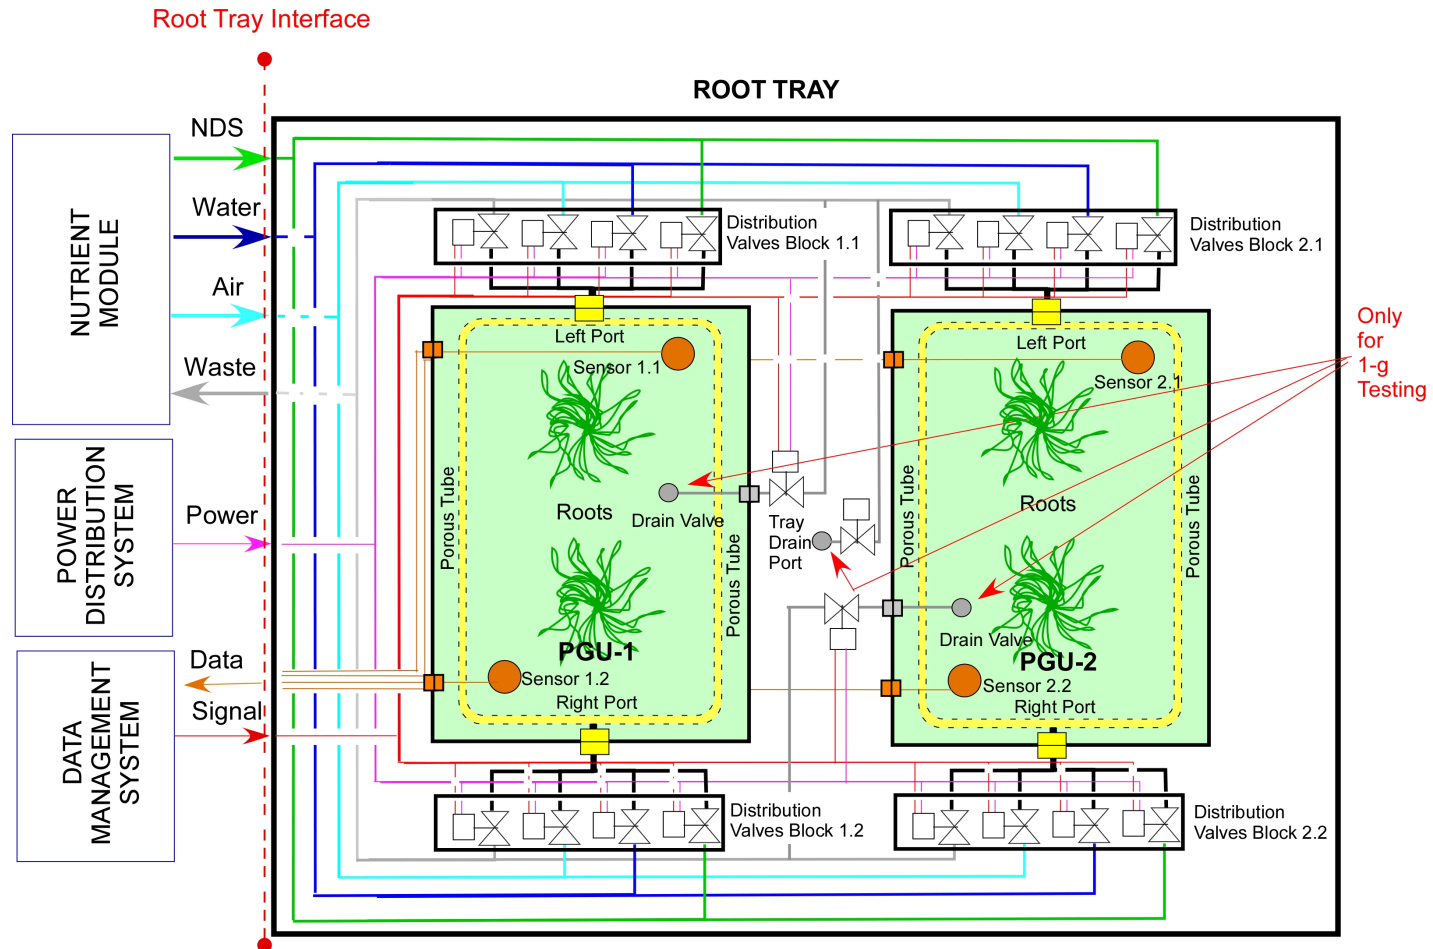 Root Tray Interface
ROOT TRAY
NUTRIENT
MODULE
NDS
Water
Air
Waste
POWER
DISTRIBUTION
SYSTEM
Power
DATA
MANAGEMENT
SYSTEM
Data
Signal
Distribution
Valves Block 1.1
Distribution
Valves Block 2.1
Left Port
Sensor 1.1
Porous Tube
Roots
Drain Valve
Porous Tube
PGU-1
Sensor 1.2
Right Port
Tray
Drain
Port
Left Port
Sensor 2.1
Porous Tube
Roots
Porous Tube
Drain Valve
PGU-2
Sensor 2.2
Right Port
Only
for
1-g
Testing
Distribution
Valves Block 1.2
Distribution
Valves Block 2.2